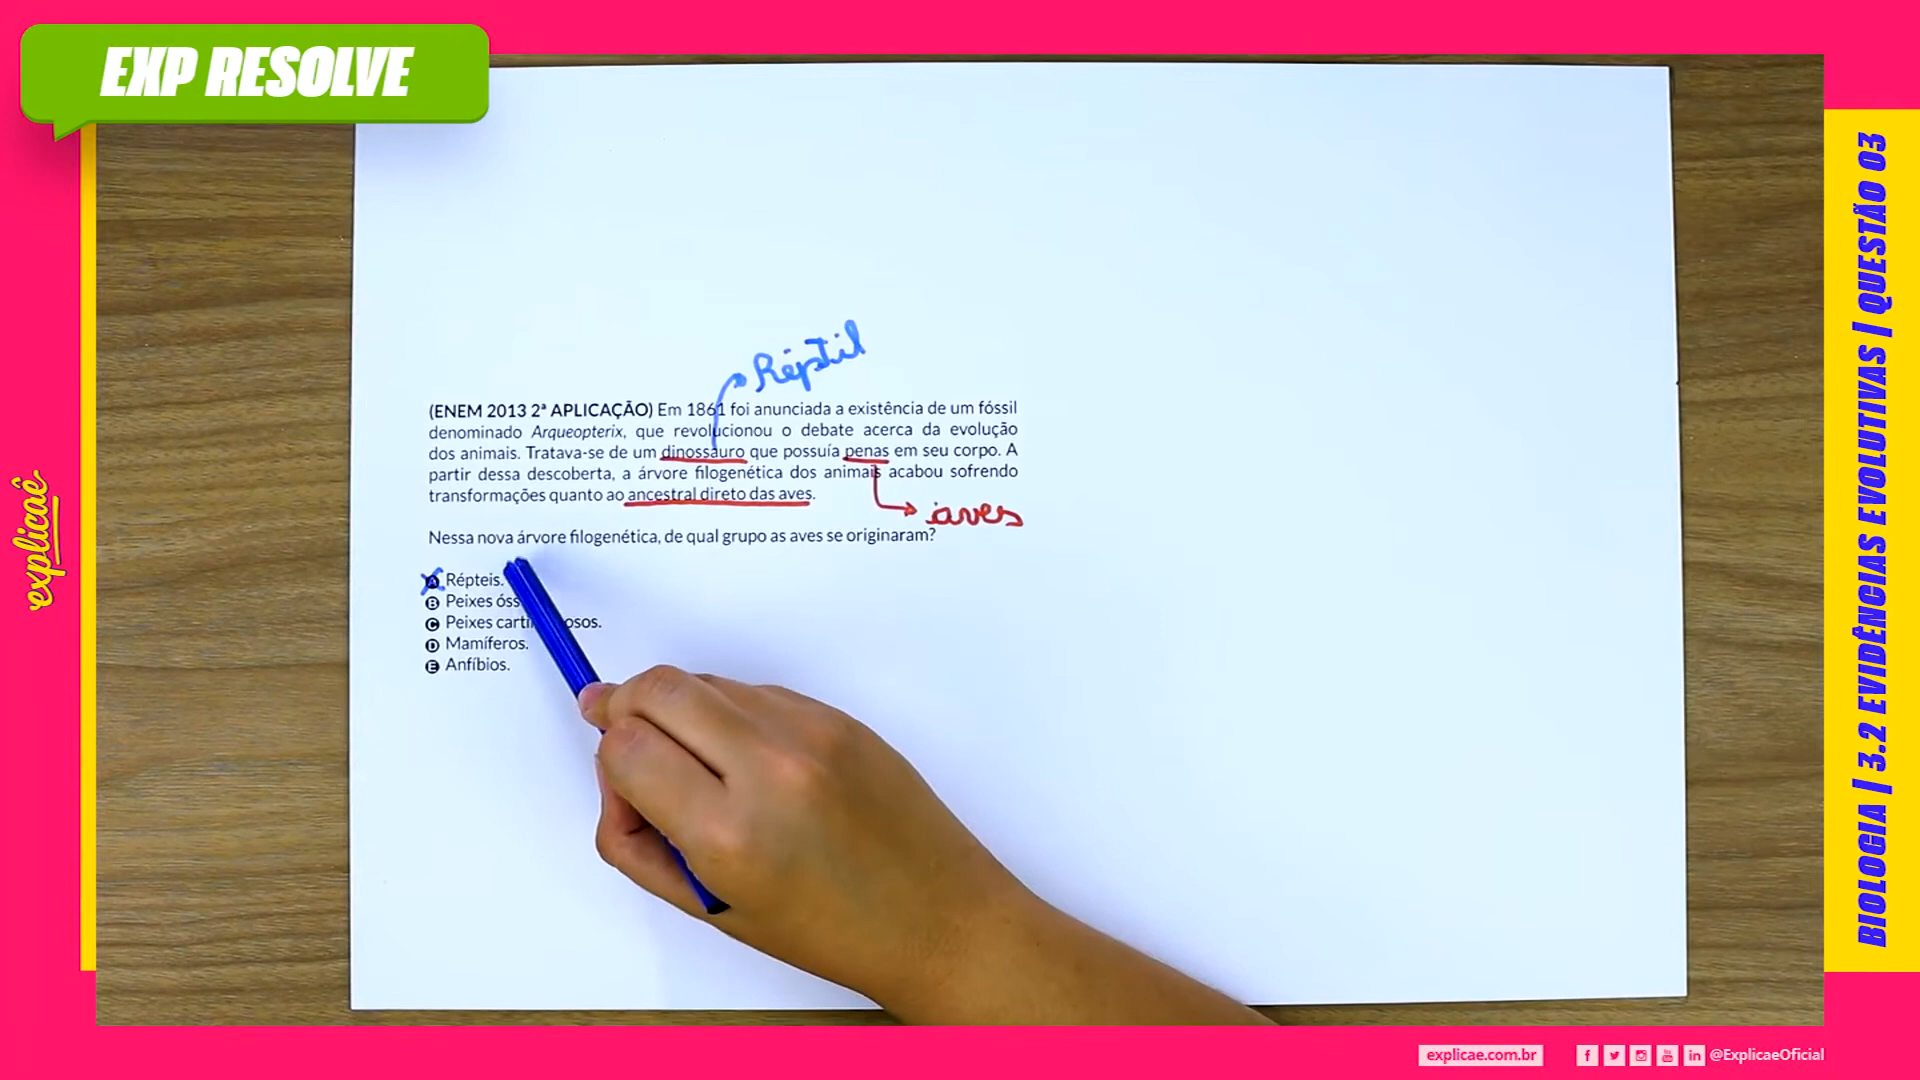 EXP RESOLVE
explicaê
Réptil
(ENEM 2013 2ª APLICAÇÃO) Em 1861 foi anunciada a existência de um fóssil
denominado Arqueopterix, que revolucionou o debate acerca da evolução
dos animais. Tratava-se de um dinossauro que possuía penas em seu corpo. A
partir dessa descoberta, a árvore filogenética dos animais acabou sofrendo
transformações quanto ao ancestral direto das aves.
aves
Nessa nova árvore filogenética, de qual grupo as aves se originaram?
A Répteis.
B Peixes óss
C Peixes carti osos.
D Mamíferos.
E Anfíbios.
BIOLOGIA | 3.2 EVIDÊNCIAS EVOLUTIVAS | QUESTÃO 03
explicae.com.br
@ExplicaeOficial